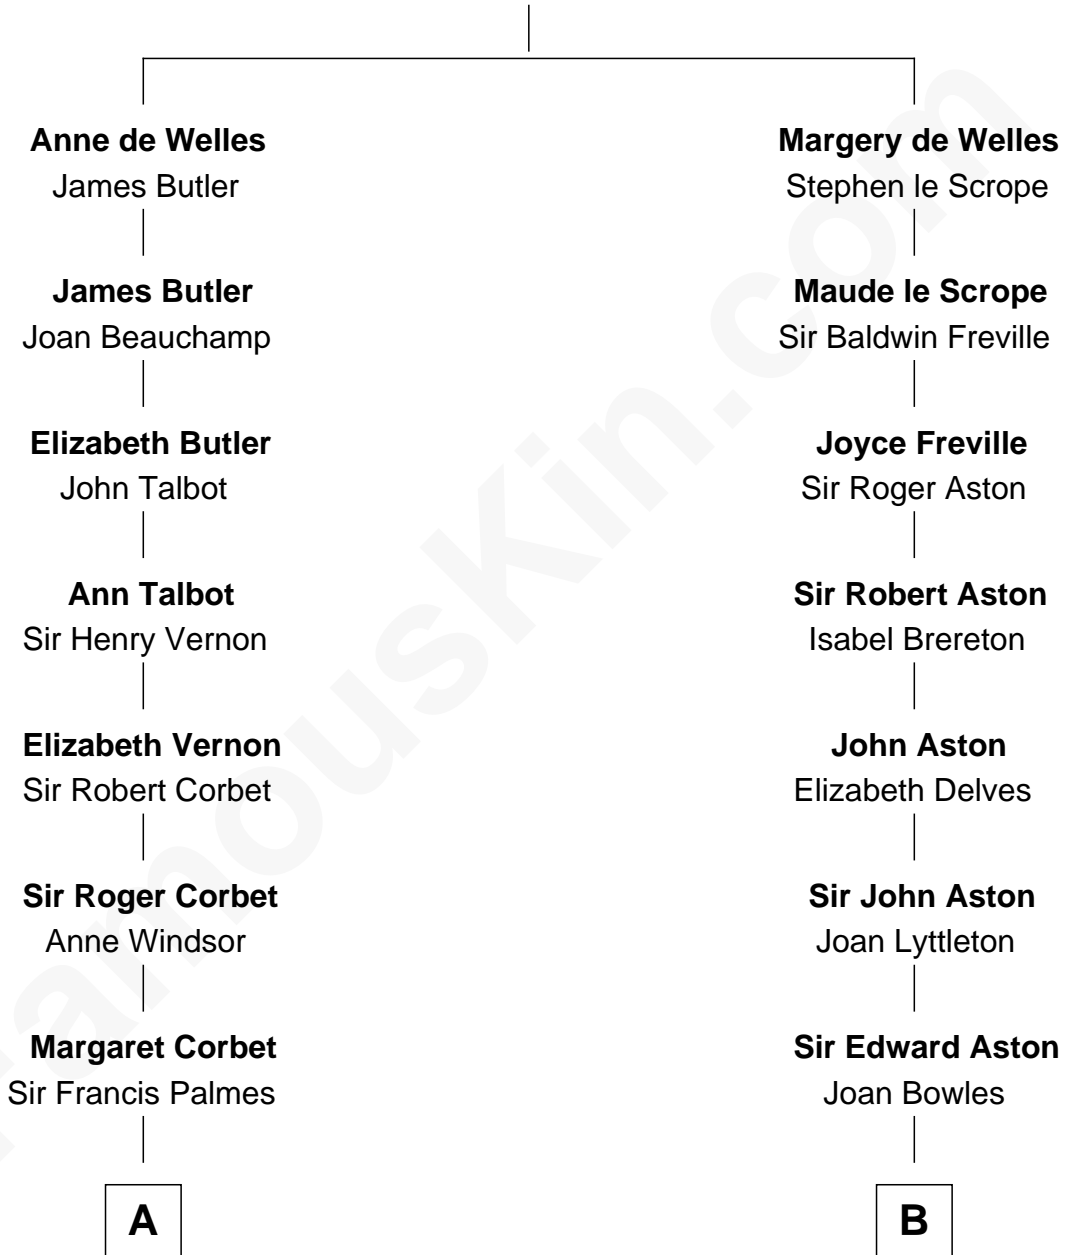 Anne de Welles
James Butler
James Butler
Joan Beauchamp
Elizabeth Butler
John Talbot
Ann Talbot
Sir Henry Vernon
Elizabeth Vernon
Sir Robert Corbet
Sir Roger Corbet
Anne Windsor
Margaret Corbet
Sir Francis Palmes
A
Margery de Welles
Stephen le Scrope
Maude le Scrope
Sir Baldwin Freville
Joyce Freville
Sir Roger Aston
Sir Robert Aston
Isabel Brereton
John Aston
Elizabeth Delves
Sir John Aston
Joan Lyttleton
Sir Edward Aston
Joan Bowles
B
FamousKin.com